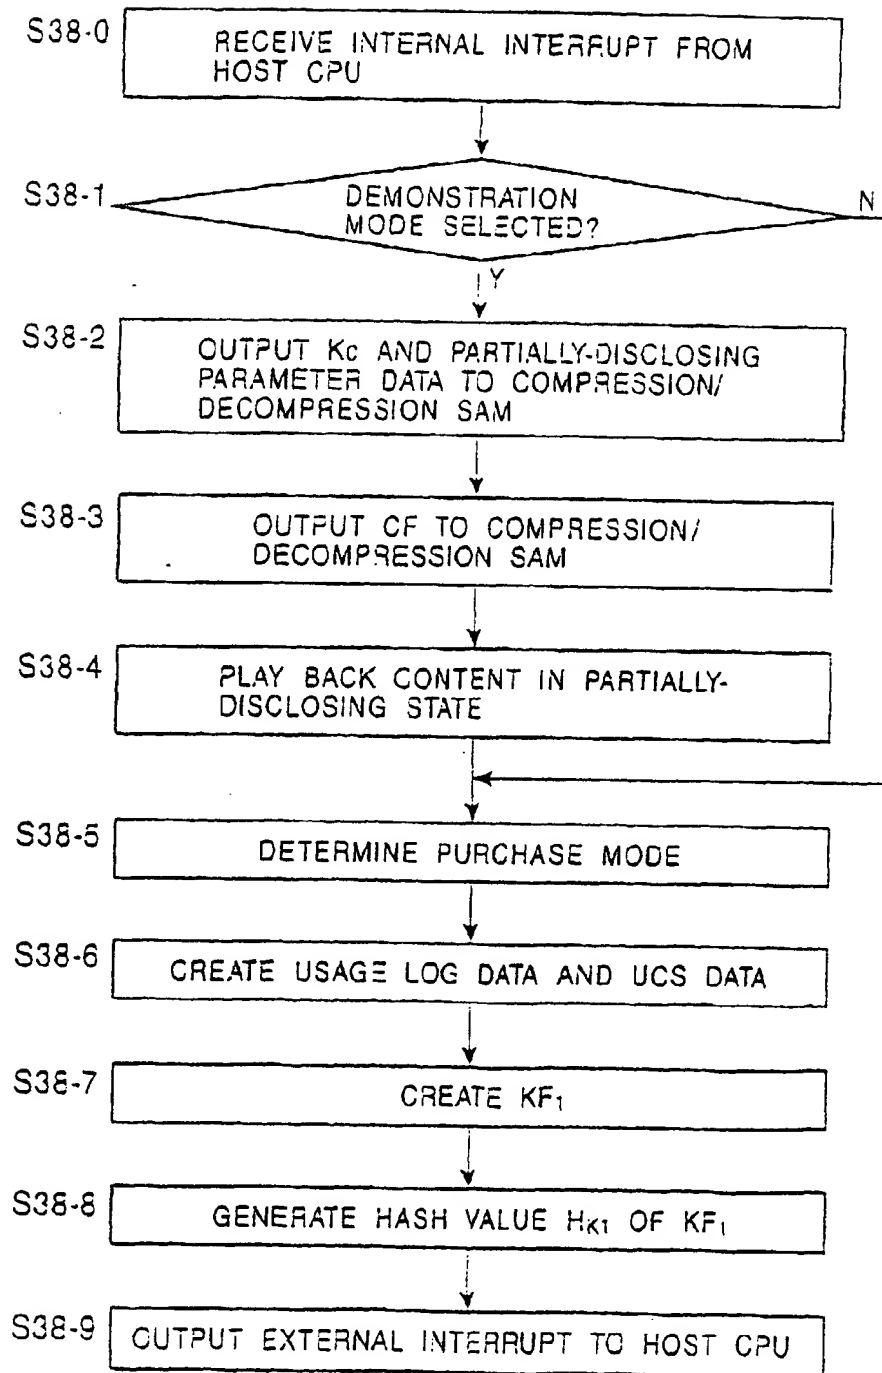 S38-0
RECEIVE INTERNAL INTERRUPT FROM
HOST CPU
S38-1
DEMONSTRATION
MODE SELECTED?
N
Y
S38-2
OUTPUT Kc AND PARTIALLY-DISCLOSING
PARAMETER DATA TO COMPRESSION/
DECOMPRESSION SAM
S38-3
OUTPUT CF TO COMPRESSION/
DECOMPRESSION SAM
S38-4
PLAY BACK CONTENT IN PARTIALLY-
DISCLOSING STATE
S38-5
DETERMINE PURCHASE MODE
S38-6
CREATE USAGE LOG DATA AND UCS DATA
S38-7
CREATE KF₁
S38-8
GENERATE HASH VALUE HK₁ OF KF₁
S38-9
OUTPUT EXTERNAL INTERRUPT TO HOST CPU